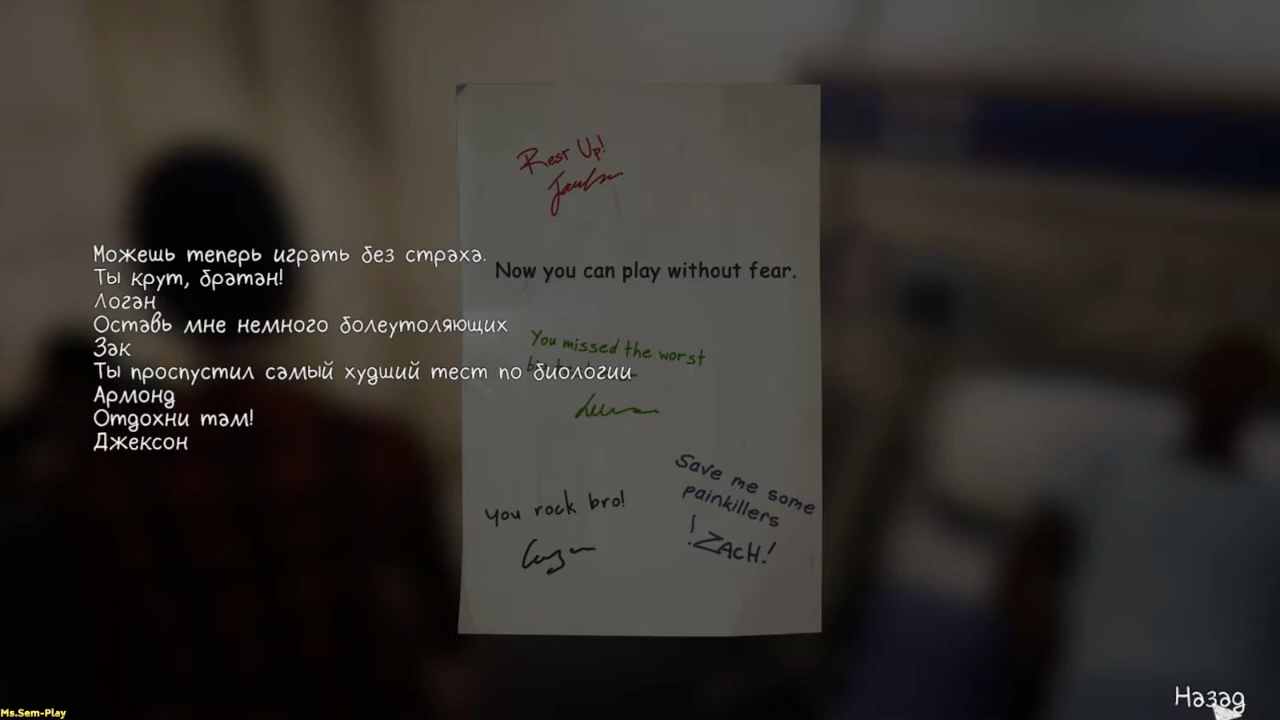 Можешь теперь играть без страха.
Ты крут, братан!
Логан
Оставь мне немного болеутоляющих
Зак
Ты проспустил самый худший тест по биологии
Армонд
Отдохни там!
Джексон
Rest Up!
Now you can play without fear.
You missed the worst
You rock bro!
Save me some
painkillers
!ZACH!
Назад
Ms.Sem-Play